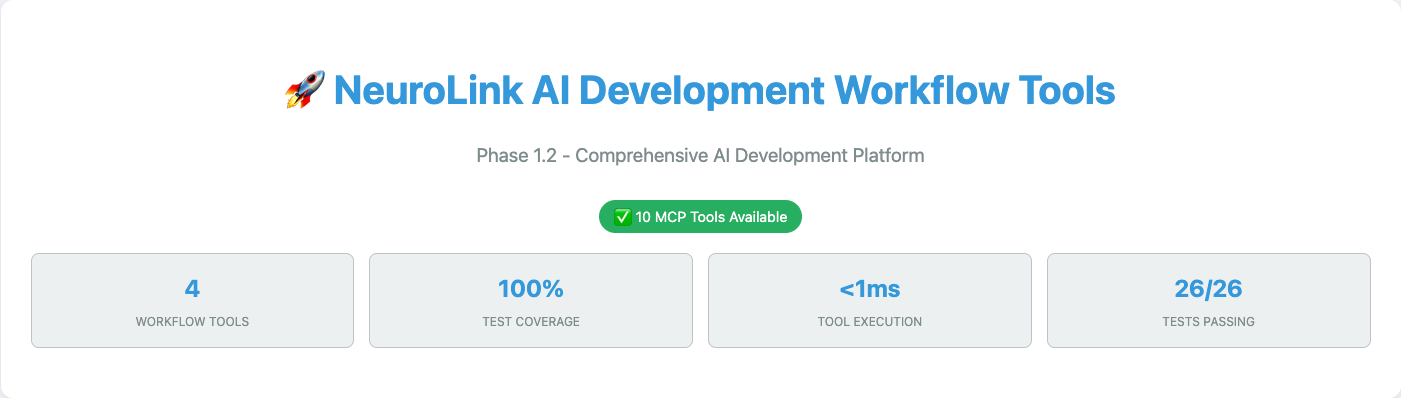 🚀 NeuroLink AI Development Workflow Tools
Phase 1.2 - Comprehensive AI Development Platform
✅ 10 MCP Tools Available
4
WORKFLOW TOOLS
100%
TEST COVERAGE
<1ms
TOOL EXECUTION
26/26
TESTS PASSING